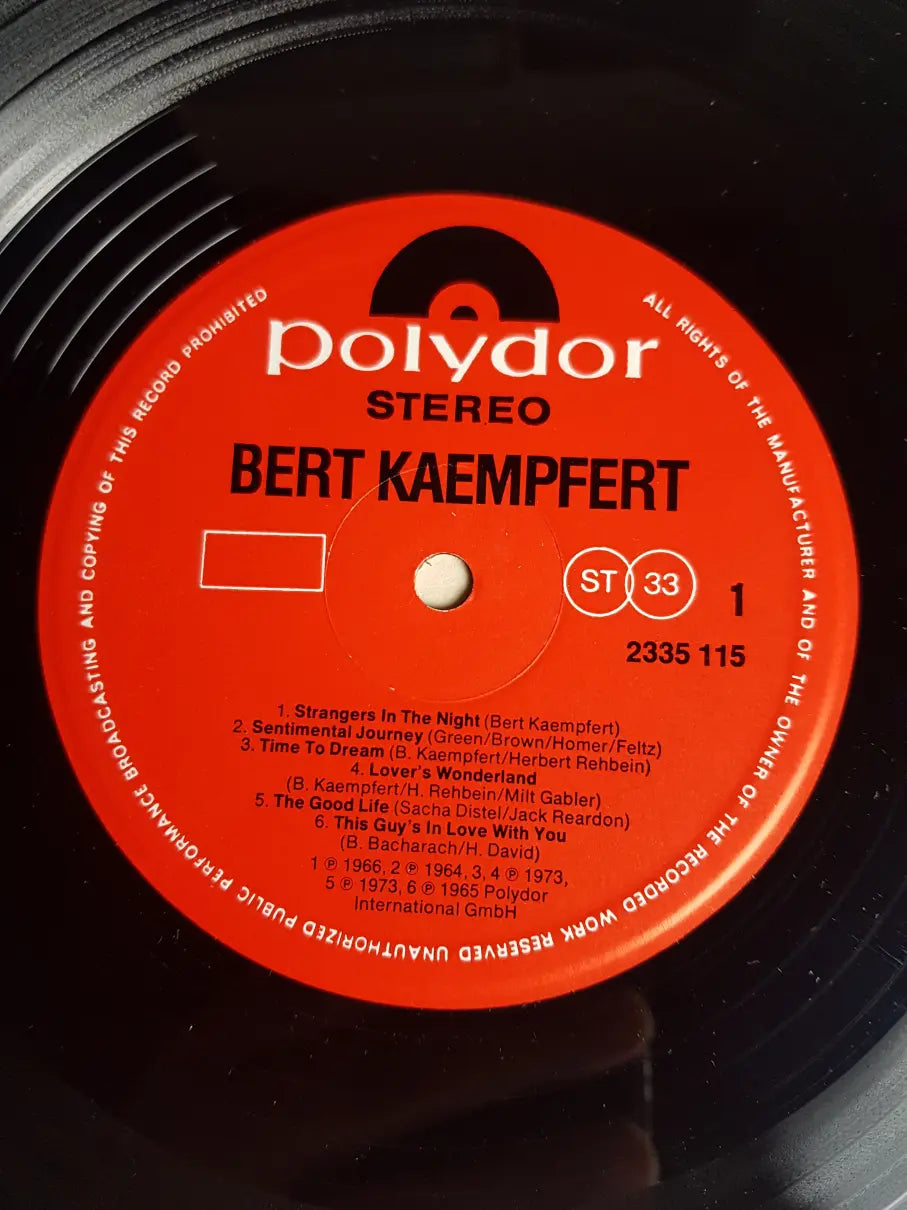 polydor
STEREO
BERT KAEMPFERT
ST 33
1
2335 115
1. Strangers In The Night (Bert Kaempfert)
2. Sentimental Journey (Green/Brown/Homer/Feltz)
3. Time To Dream (B. Kaempfert/Herbert Rehbein)
4. Lover's Wonderland
(B. Kaempfert/H. Rehbein/Milt Gabler)
5. The Good Life (Sacha Distel/Jack Reardon)
6. This Guy's In Love With You
(B. Bacharach/H. David)
1 ℗ 1966, 2 ℗ 1964, 3, 4 ℗ 1973,
5 ℗ 1973, 6 ℗ 1965 Polydor
International GmbH
ALL RIGHTS OF THE MANUFACTURER AND OF THE OWNER OF THE RECORDED WORK RESERVED UNAUTHORIZED PUBLIC PERFORMANCE BROADCASTING AND COPYING OF THIS RECORD PROHIBITED